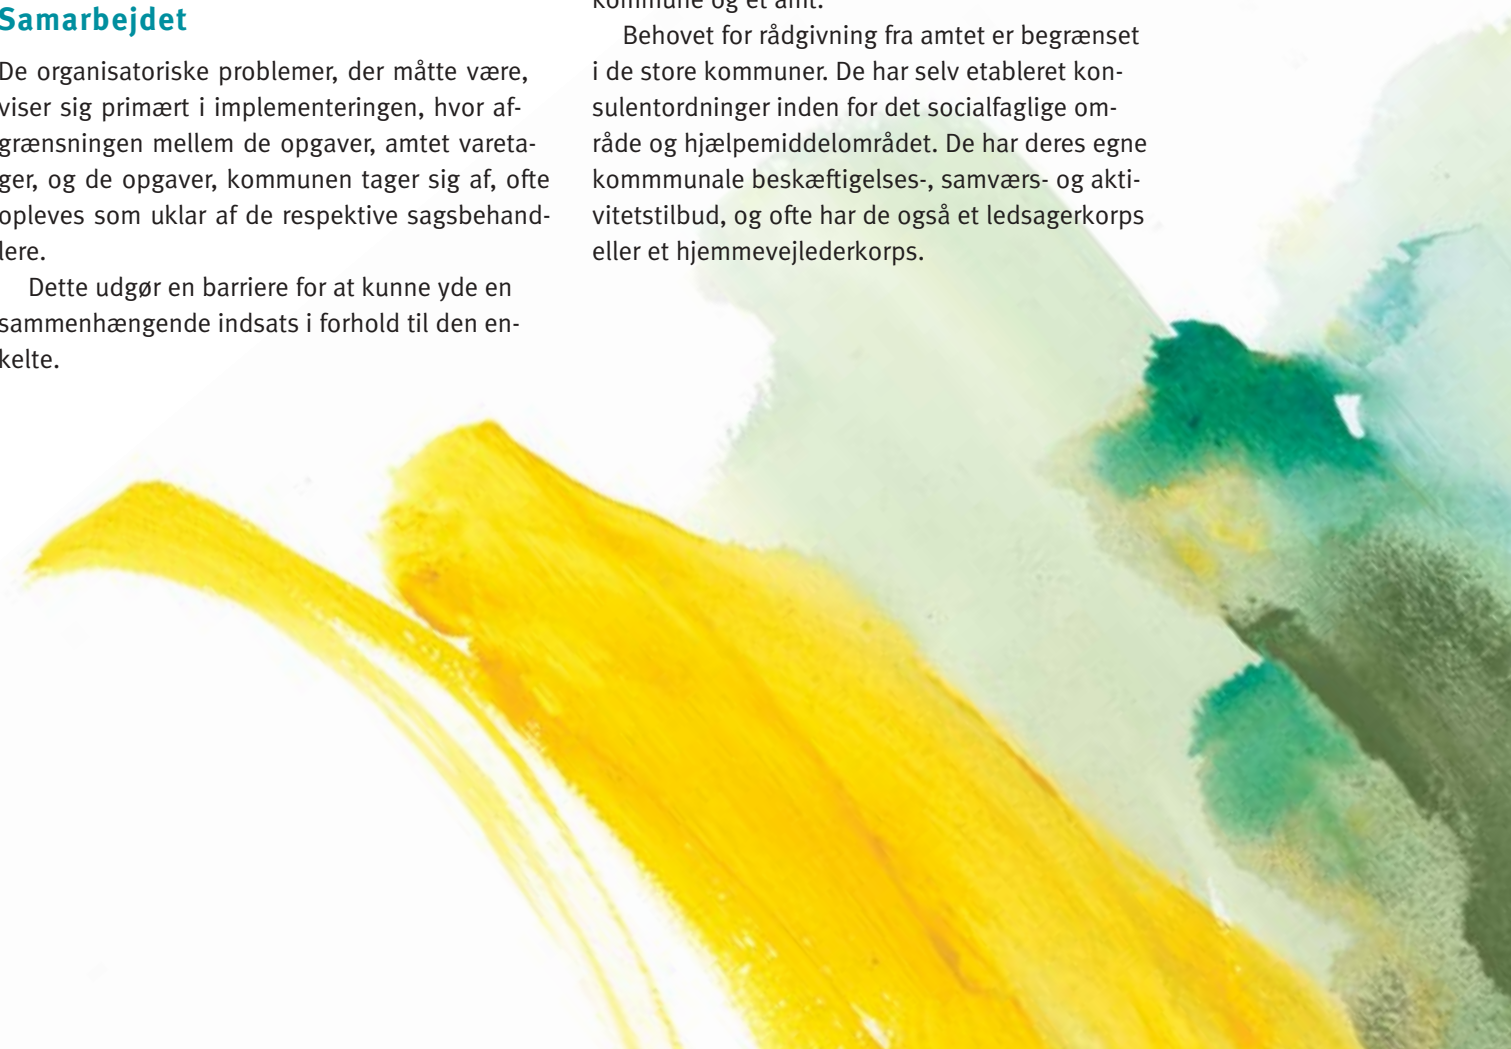 Samarbejdet
De organisatoriske problemer, der måtte være,
viser sig primært i implementeringen, hvor af-
grænsningen mellem de opgaver, amtet vareta-
ger, og de opgaver, kommunen tager sig af, ofte
opleves som uklar af de respektive sagsbehand-
lere.
Dette udgør en barriere for at kunne yde en
sammenhængende indsats i forhold til den en-
kelte.
kommune og et amt.
Behovet for rådgivning fra amtet er begrænset
i de store kommuner. De har selv etableret kon-
sulentordninger inden for det socialfaglige om-
råde og hjælpemiddelområdet. De har deres egne
kommmunale beskæftigelses-, samværs- og akti-
vitetstilbud, og ofte har de også et ledsagerkorps
eller et hjemmevejlederkorps.